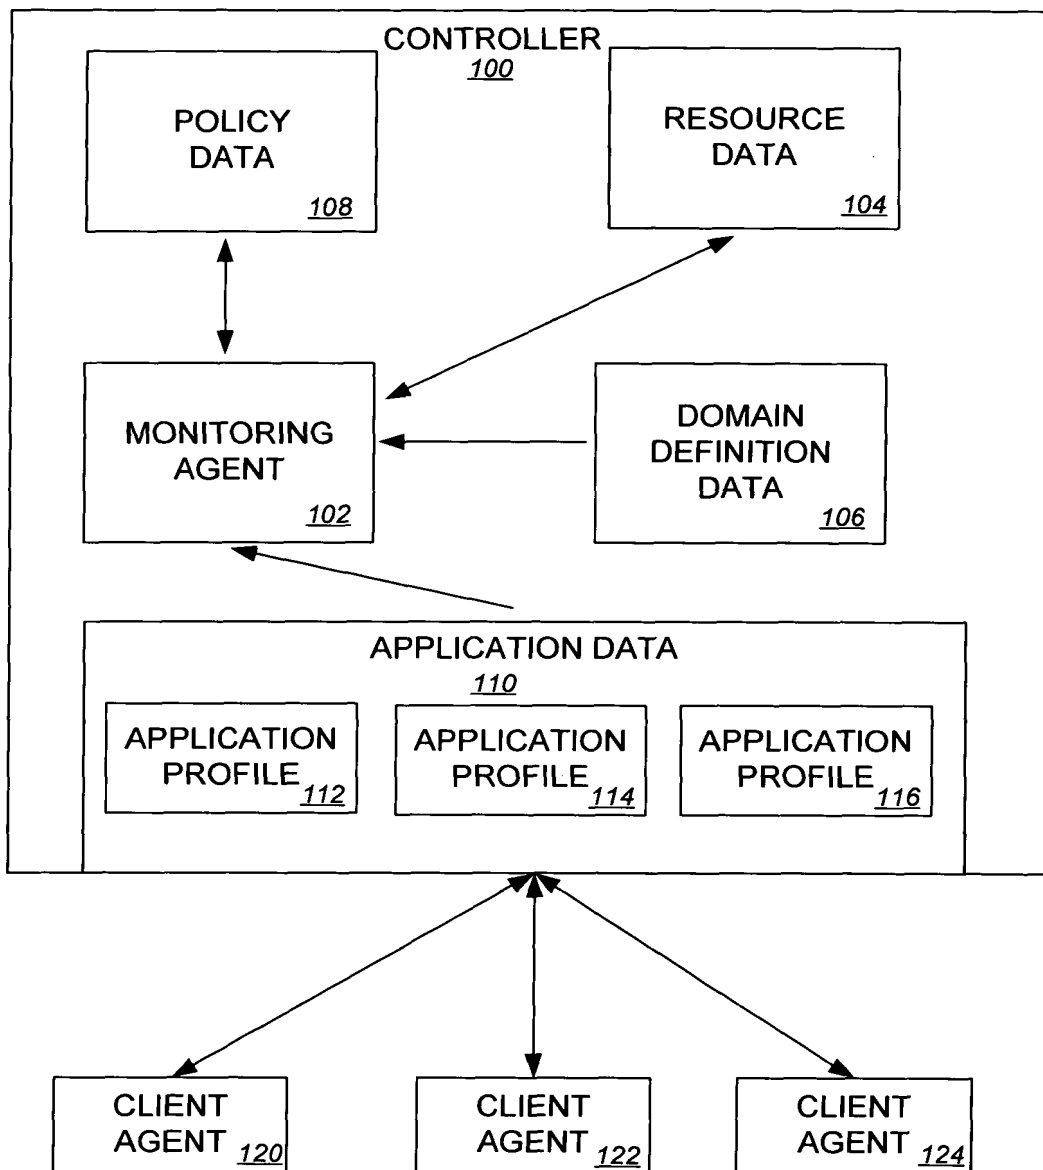 CONTROLLER
100
POLICY
DATA
108
RESOURCE
DATA
104
MONITORING
AGENT
102
DOMAIN
DEFINITION
DATA
106
APPLICATION DATA
110
APPLICATION
PROFILE
112
APPLICATION
PROFILE
114
APPLICATION
PROFILE
116
CLIENT
AGENT
120
CLIENT
AGENT
122
CLIENT
AGENT
124